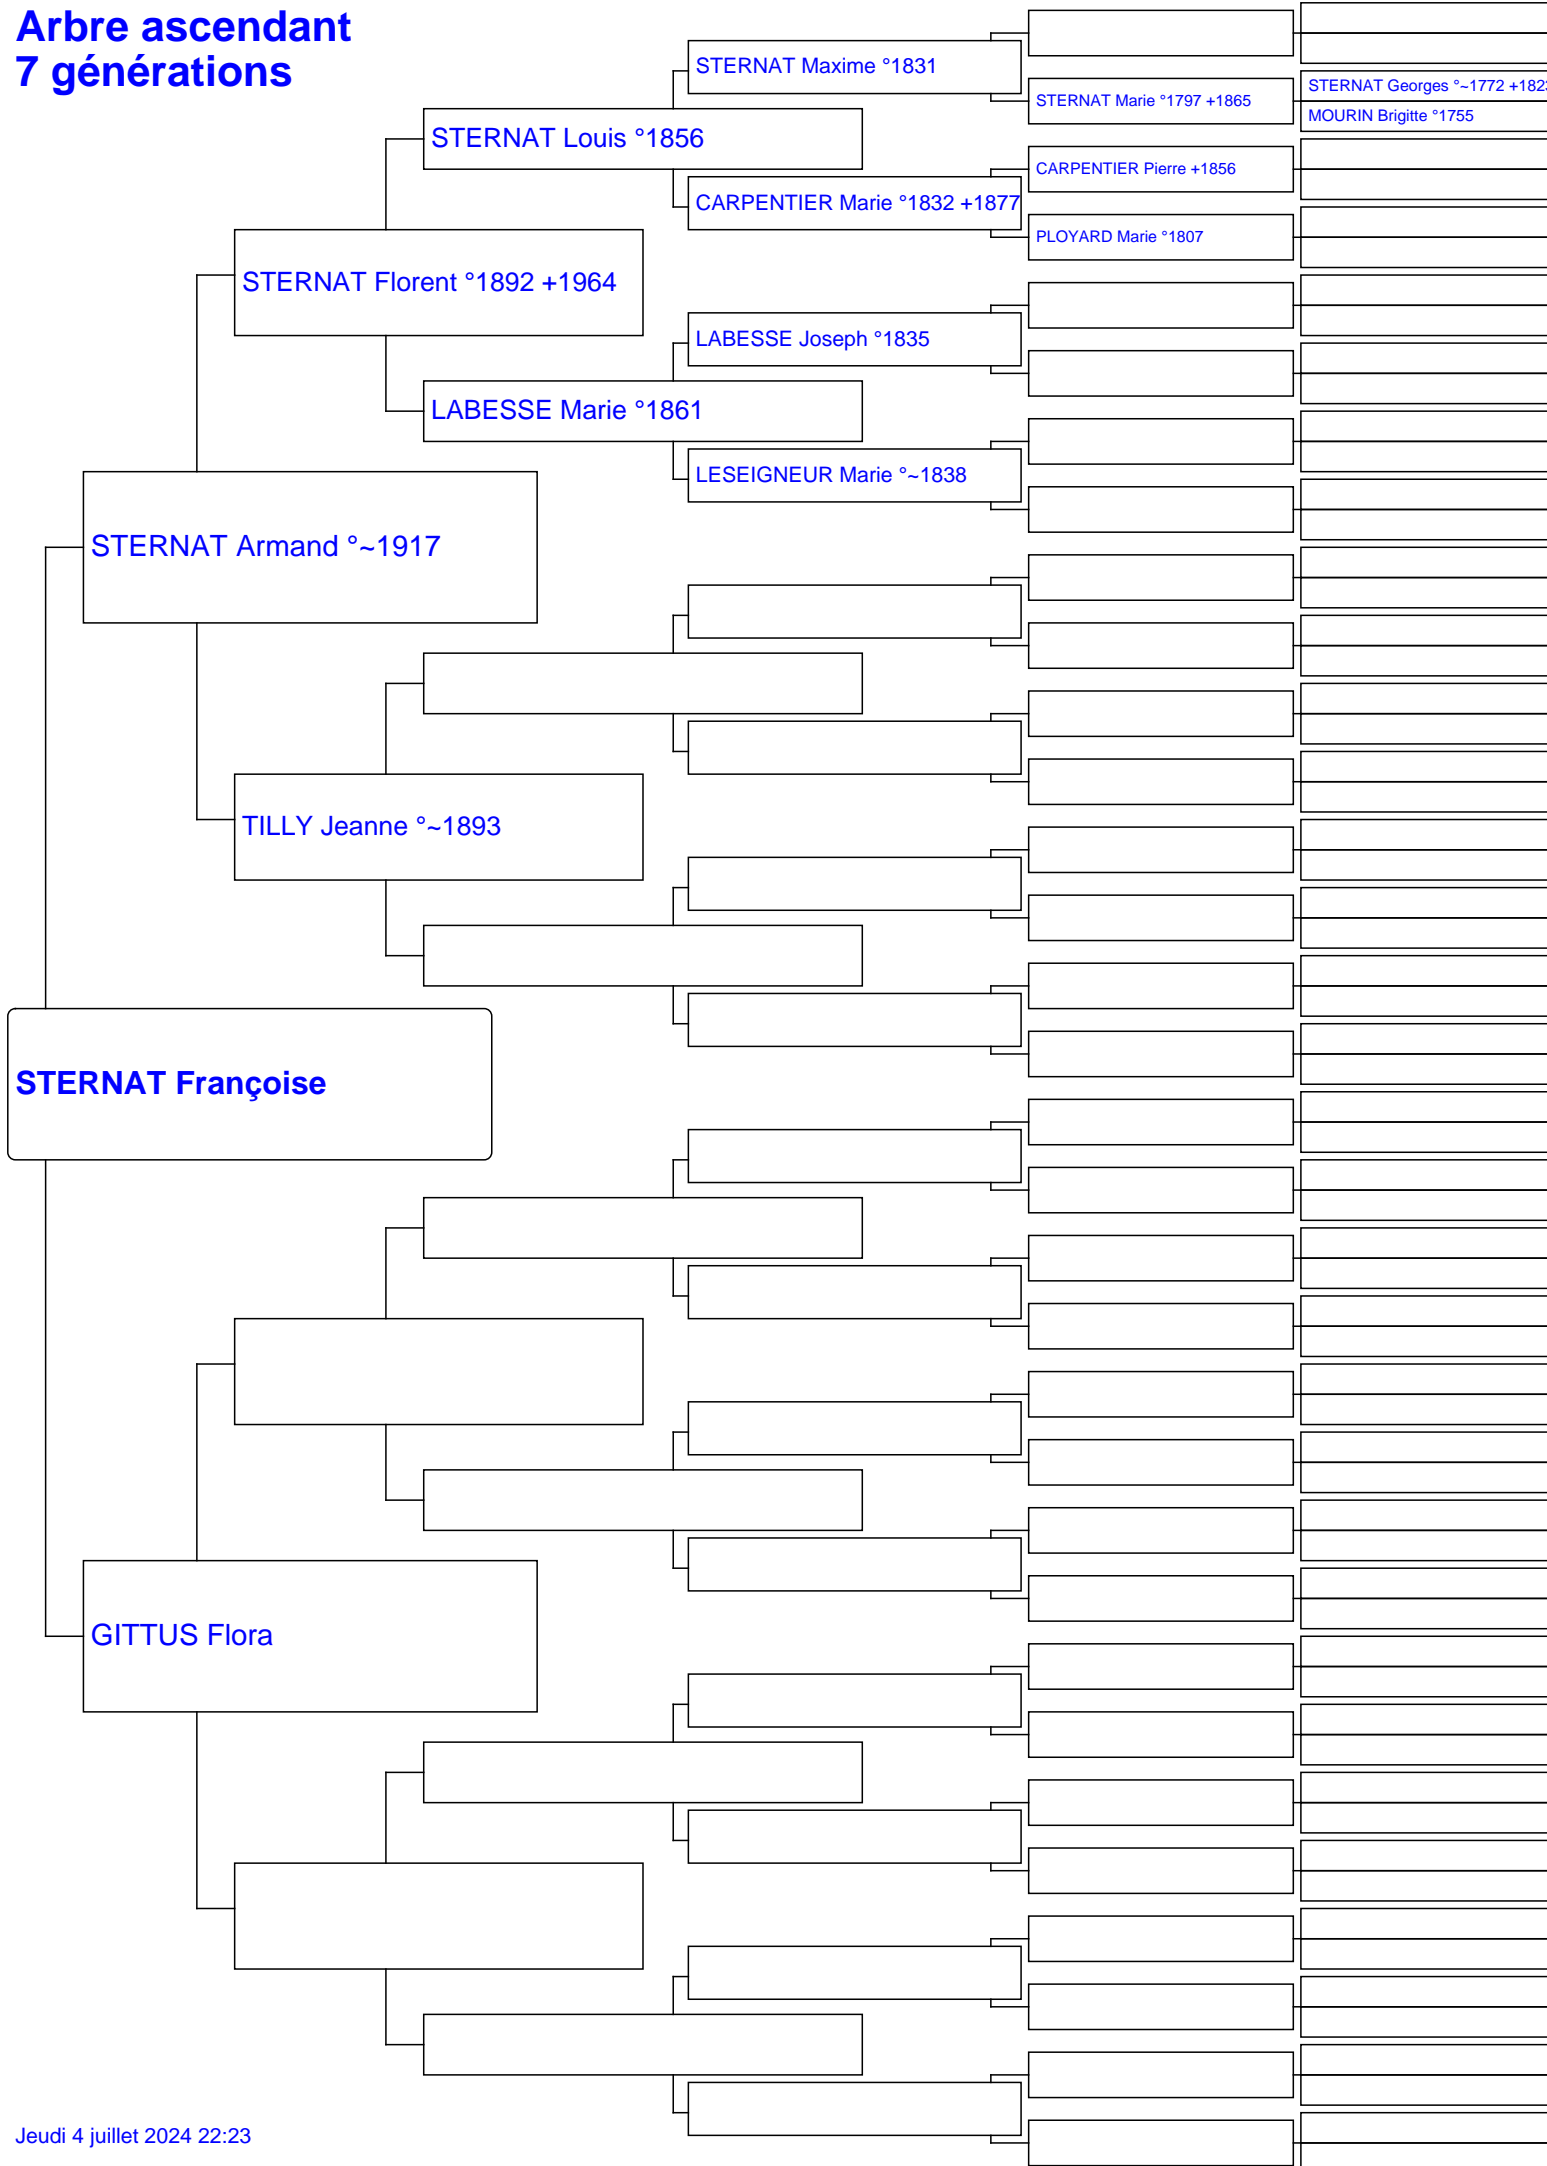 Arbre ascendant
7 générations
STERNAT Maxime °1831
STERNAT Marie °1797 +1865
STERNAT Georges °~1772 +182
MOURIN Brigitte °1755
STERNAT Louis °1856
CARPENTIER Pierre +1856
CARPENTIER Marie °1832 +1877
PLOYARD Marie °1807
STERNAT Florent °1892 +1964
LABESSE Joseph °1835
LABESSE Marie °1861
LESEIGNEUR Marie °~1838
STERNAT Armand °~1917
TILLY Jeanne °~1893
STERNAT Françoise
GITTUS Flora
Jeudi 4 juillet 2024 22:23